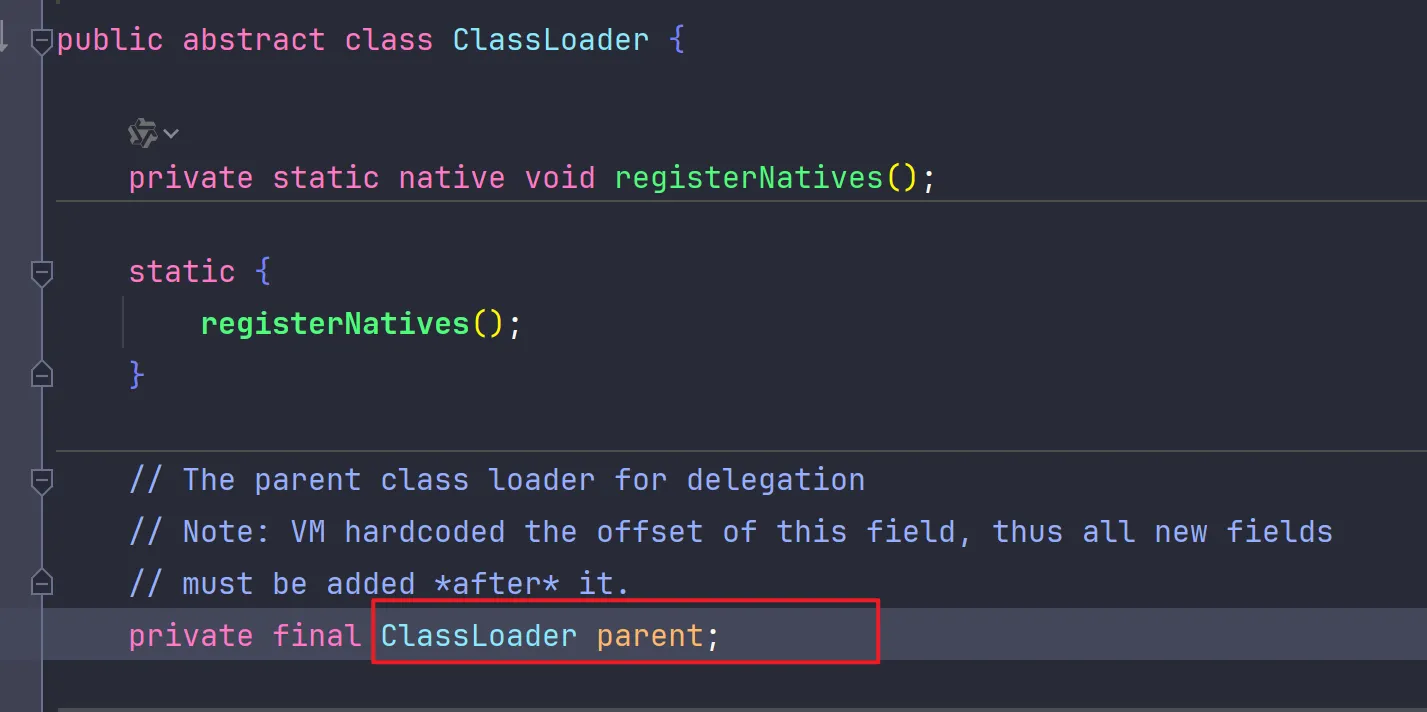 public abstract class ClassLoader {
private static native void registerNatives();
static {
registerNatives();
}
// The parent class loader for delegation
// Note: VM hardcoded the offset of this field, thus all new fields
// must be added *after* it.
private final ClassLoader parent;